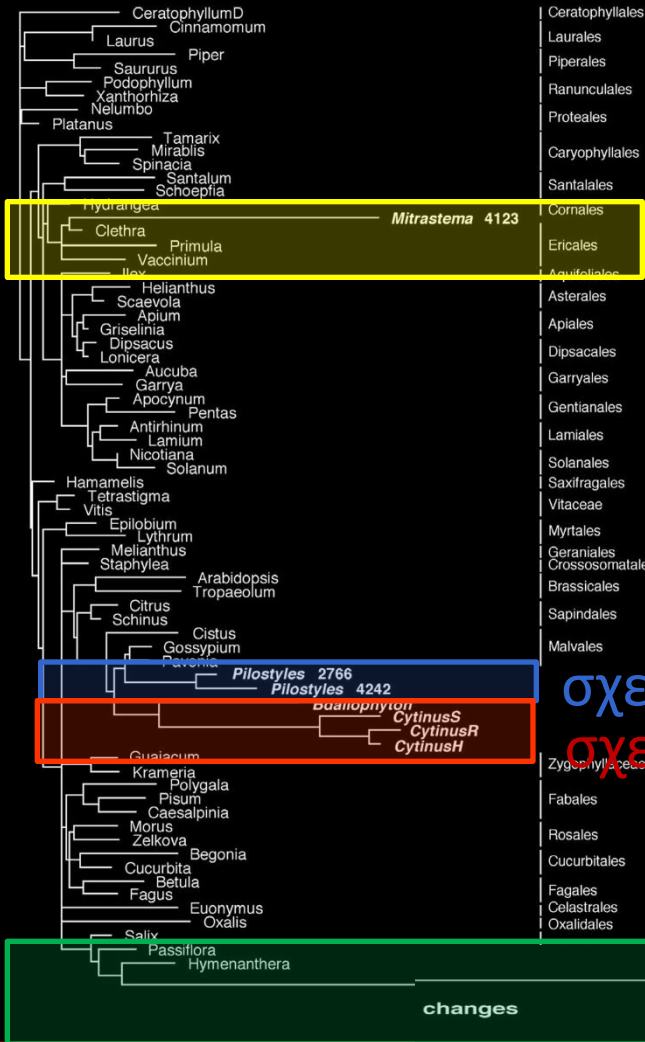 CeratophyllumD Ceratophyllales
Cinnamomum
Laurus Laurales
Piper
Saururus Piperales
Podophyllum
Xanthorhiza Ranunculales
Nelumbo
Platanus Proteales
Tamarix
Mirablis Caryophyllales
Spinacia
Santalum
Schoepfia Santalales
Hydrangea Cornales
Mitrastema 4123
Clethra
Primula Ericales
Vaccinium
Ilex Aquifoliales
Helianthus
Scaevola Asterales
Apium
Griselinia Apiales
Dipsacus
Lonicera Dipsacales
Aucuba
Garrya Garryales
Apocynum
Pentas Gentianales
Antirhinum
Lamium Lamiales
Nicotiana
Solanum Solanales
Hamamelis Saxifragales
Tetrastigma
Vitis Vitaceae
Epilobium
Lythrum Myrtales
Melianthus Geraniales
Staphylea Crossosomatale
Arabidopsis
Tropaeolum Brassicales
Citrus
Schinus Sapindales
Cistus
Gossypium Malvales
Pavonia
Pilostyles 2766
Pilostyles 4242 σχε
Bdallophyton
CytinusS
CytinusR
CytinusH σχε
Guaiacum
Krameria Zygophyllaceae
Polygala
Pisum Fabales
Caesalpinia
Morus
Zelkova Rosales
Begonia
Cucurbita Cucurbitales
Betula
Fagus Fagales
Euonymus Celastrales
Oxalis Oxalidales
Salix
Passiflora
Hymenanthera
changes